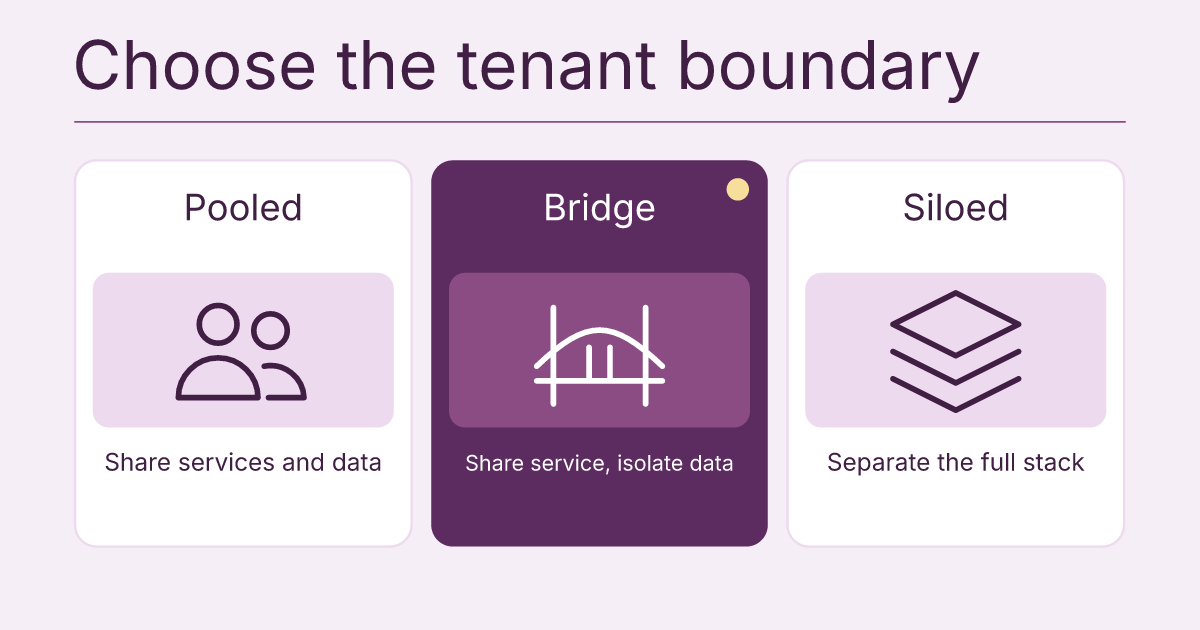 Choose the tenant boundary
Pooled
Share services and data
Bridge
Share service, isolate data
Siloed
Separate the full stack